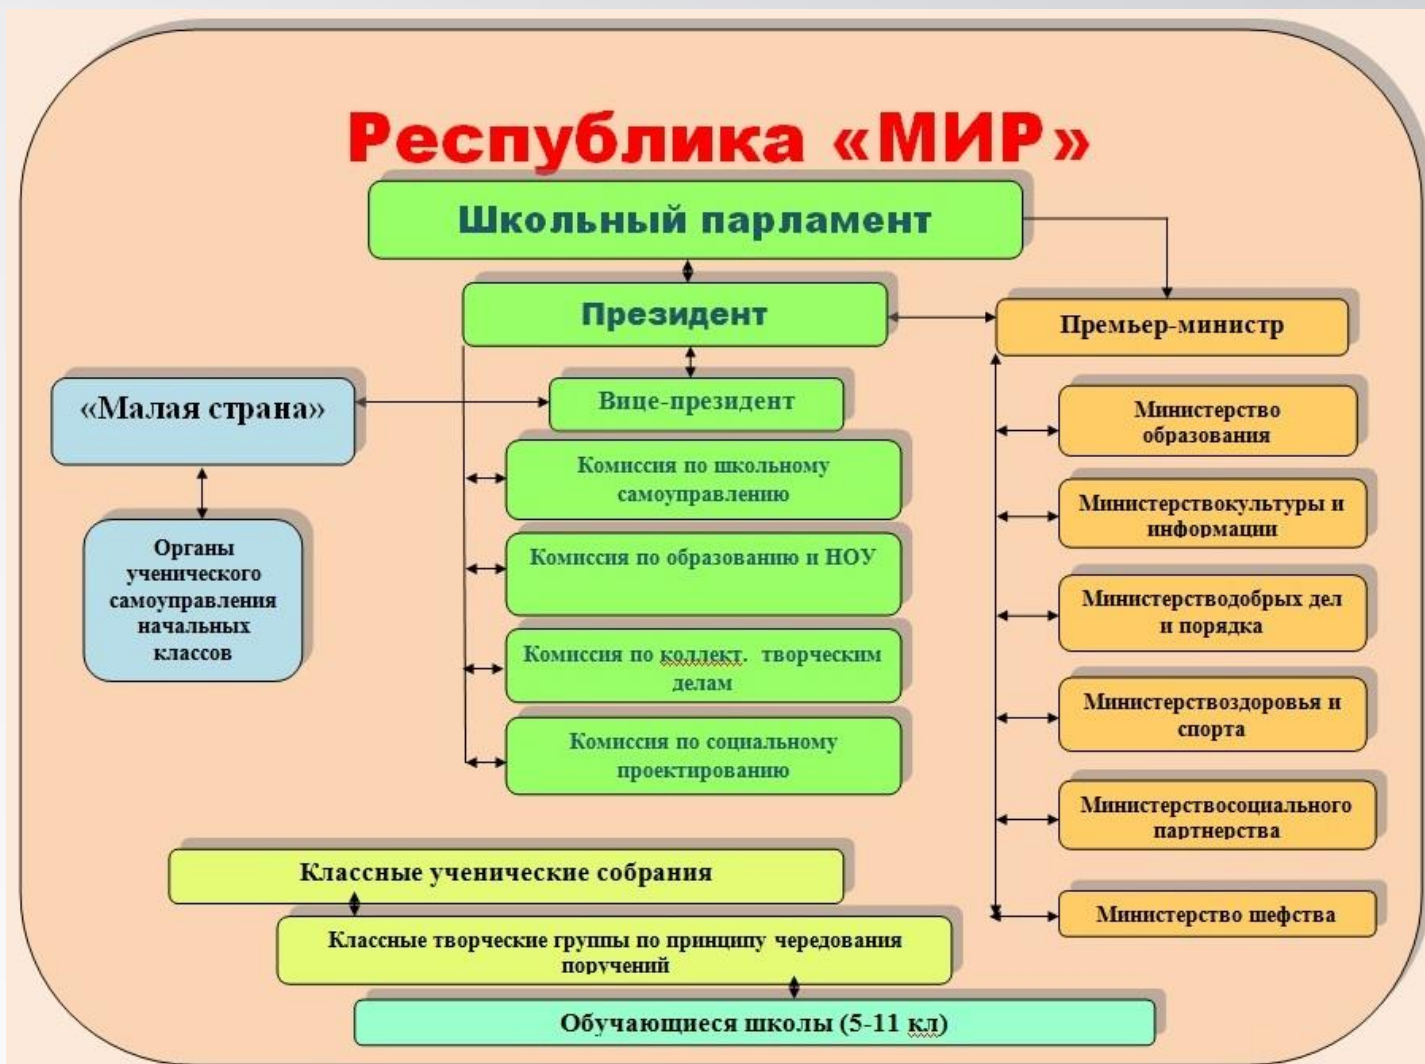 Республика «МИР»
Школьный парламент
Президент
Премьер-министр
«Малая страна»
Вице-президент
Органы
ученического
самоуправления
начальных
классов
Комиссия по школьному
самоуправлению
Комиссия по образованию и НОУ
Комиссия по коллект. творческим
делам
Комиссия по социальному
проектированию
Министерство
образования
Министерствокультуры и
информации
Министерстводобрых дел
и порядка
Министерствоздоровья и
спорта
Министерствосоциального
партнерства
Министерство шефства
Классные ученические собрания
Классные творческие группы по принципу чередования
поручений
Обучающиеся школы (5-11 кл)